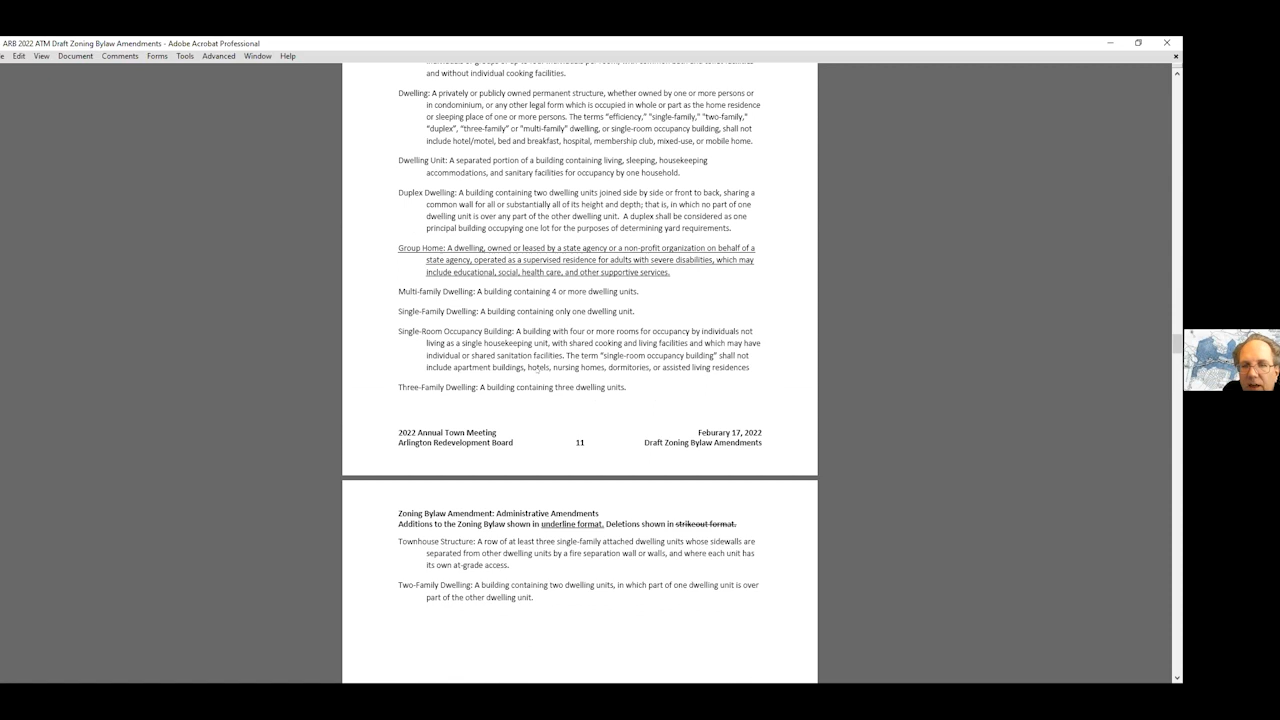 ARB 2022 ATM Draft Zoning Bylaw Amendments - Adobe Acrobat Professional
e Edit View Document Comments Forms Tools Advanced Window Help
and without individual cooking facilities.
Dwelling: A privately or publicly owned permanent structure, whether owned by one or more persons or
in condominium, or any other legal form which is occupied in whole or part as the home residence
or sleeping place of one or more persons. The terms “efficiency,” “single-family,” “two-family,”
“duplex”, “three-family” or “multi-family” dwelling, or single-room occupancy building, shall not
include hotel/motel, bed and breakfast, hospital, membership club, mixed-use, or mobile home.
Dwelling Unit: A separated portion of a building containing living, sleeping, housekeeping
accommodations, and sanitary facilities for occupancy by one household.
Duplex Dwelling: A building containing two dwelling units joined side by side or front to back, sharing a
common wall for all or substantially all of its height and depth; that is, in which no part of one
dwelling unit is over any part of the other dwelling unit. A duplex shall be considered as one
principal building occupying one lot for the purposes of determining yard requirements.
Group Home: A dwelling, owned or leased by a state agency or a non-profit organization on behalf of a
state agency, operated as a supervised residence for adults with severe disabilities, which may
include educational, social, health care, and other supportive services.
Multi-family Dwelling: A building containing 4 or more dwelling units.
Single-Family Dwelling: A building containing only one dwelling unit.
Single-Room Occupancy Building: A building with four or more rooms for occupancy by individuals not
living as a single housekeeping unit, with shared cooking and living facilities and which may have
individual or shared sanitation facilities. The term “single-room occupancy building” shall not
include apartment buildings, hotels, nursing homes, dormitories, or assisted living residences
Three-Family Dwelling: A building containing three dwelling units.
2022 Annual Town Meeting Feburary 17, 2022
Arlington Redevelopment Board 11 Draft Zoning Bylaw Amendments
Zoning Bylaw Amendment: Administrative Amendments
Additions to the Zoning Bylaw shown in underline format. Deletions shown in strikeout format.
Townhouse Structure: A row of at least three single-family attached dwelling units whose sidewalls are
separated from other dwelling units by a fire separation wall or walls, and where each unit has
its own at-grade access.
Two-Family Dwelling: A building containing two dwelling units, in which part of one dwelling unit is over
part of the other dwelling unit.